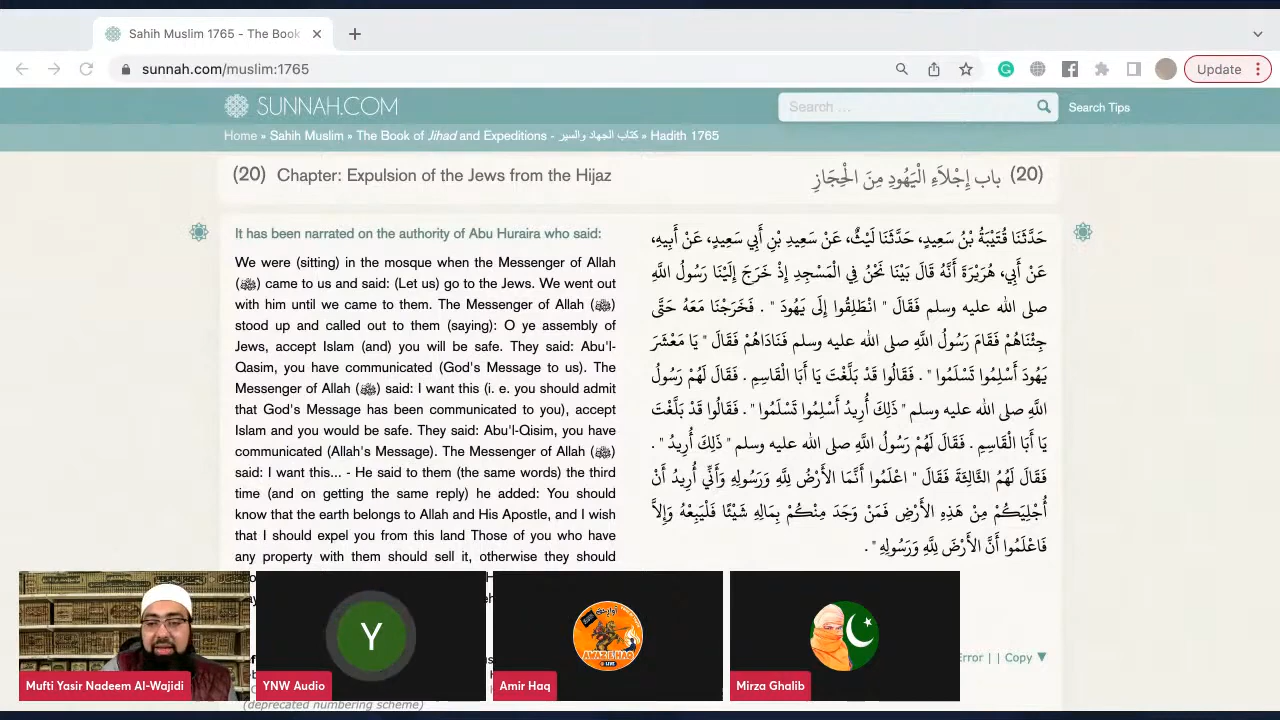 Sahih Muslim 1765 - The Book
sunnah.com/muslim:1765
Update
SUNNAH.COM
Search ...
Search Tips
Home » Sahih Muslim » The Book of Jihad and Expeditions - كتاب الجهاد والسير » Hadith 1765
(20) Chapter: Expulsion of the Jews from the Hijaz
(20) باب إِجْلاَءِ الْيَهُودِ مِنَ الْحِجَازِ
It has been narrated on the authority of Abu Huraira who said:
We were (sitting) in the mosque when the Messenger of Allah
(ﷺ) came to us and said: (Let us) go to the Jews. We went out
with him until we came to them. The Messenger of Allah (ﷺ)
stood up and called out to them (saying): O ye assembly of
Jews, accept Islam (and) you will be safe. They said: Abu'l-
Qasim, you have communicated (God's Message to us). The
Messenger of Allah (ﷺ) said: I want this (i. e. you should admit
that God's Message has been communicated to you), accept
Islam and you would be safe. They said: Abu'l-Qisim, you have
communicated (Allah's Message). The Messenger of Allah (ﷺ)
said: I want this... - He said to them (the same words) the third
time (and on getting the same reply) he added: You should
know that the earth belongs to Allah and His Apostle, and I wish
that I should expel you from this land Those of you who have
any property with them should sell it, otherwise they should
حَدَّثَنَا قُتَيْبَةُ بْنُ سَعِيدٍ، حَدَّثَنَا لَيْثٌ، عَنْ سَعِيدِ بْنِ أَبِي سَعِيدٍ، عَنْ أَبِيهِ،
عَنْ أَبِي، هُرَيْرَةَ أَنَّهُ قَالَ بَيْنَا نَحْنُ فِي الْمَسْجِدِ إِذْ خَرَجَ إِلَيْنَا رَسُولُ اللَّهِ
صلى الله عليه وسلم فَقَالَ " انْطَلِقُوا إِلَى يَهُودَ " . فَخَرَجْنَا مَعَهُ حَتَّى
جِئْنَاهُمْ فَقَامَ رَسُولُ اللَّهِ صلى الله عليه وسلم فَنَادَاهُمْ فَقَالَ " يَا مَعْشَرَ
يَهُودَ أَسْلِمُوا تَسْلَمُوا " . فَقَالُوا قَدْ بَلَّغْتَ يَا أَبَا الْقَاسِمِ . فَقَالَ لَهُمْ رَسُولُ
اللَّهِ صلى الله عليه وسلم " ذَلِكَ أُرِيدُ أَسْلِمُوا تَسْلَمُوا " . فَقَالُوا قَدْ بَلَّغْتَ
يَا أَبَا الْقَاسِمِ . فَقَالَ لَهُمْ رَسُولُ اللَّهِ صلى الله عليه وسلم " ذَلِكَ أُرِيدُ " .
فَقَالَ لَهُمُ الثَّالِثَةَ فَقَالَ " اعْلَمُوا أَنَّمَا الأَرْضُ لِلَّهِ وَرَسُولِهِ وَأَنِّي أُرِيدُ أَنْ
أُجْلِيَكُمْ مِنْ هَذِهِ الأَرْضِ فَمَنْ وَجَدَ مِنْكُمْ بِمَالِهِ شَيْئًا فَلْيَبِعْهُ وَإِلاَّ
فَاعْلَمُوا أَنَّ الأَرْضَ لِلَّهِ وَرَسُولِهِ " .
Error | | Copy ▼
(deprecated numbering scheme)
Mufti Yasir Nadeem Al-Wajidi
Y
YNW Audio
AWAZ E HAQ
LIVE
Amir Haq
Mirza Ghalib